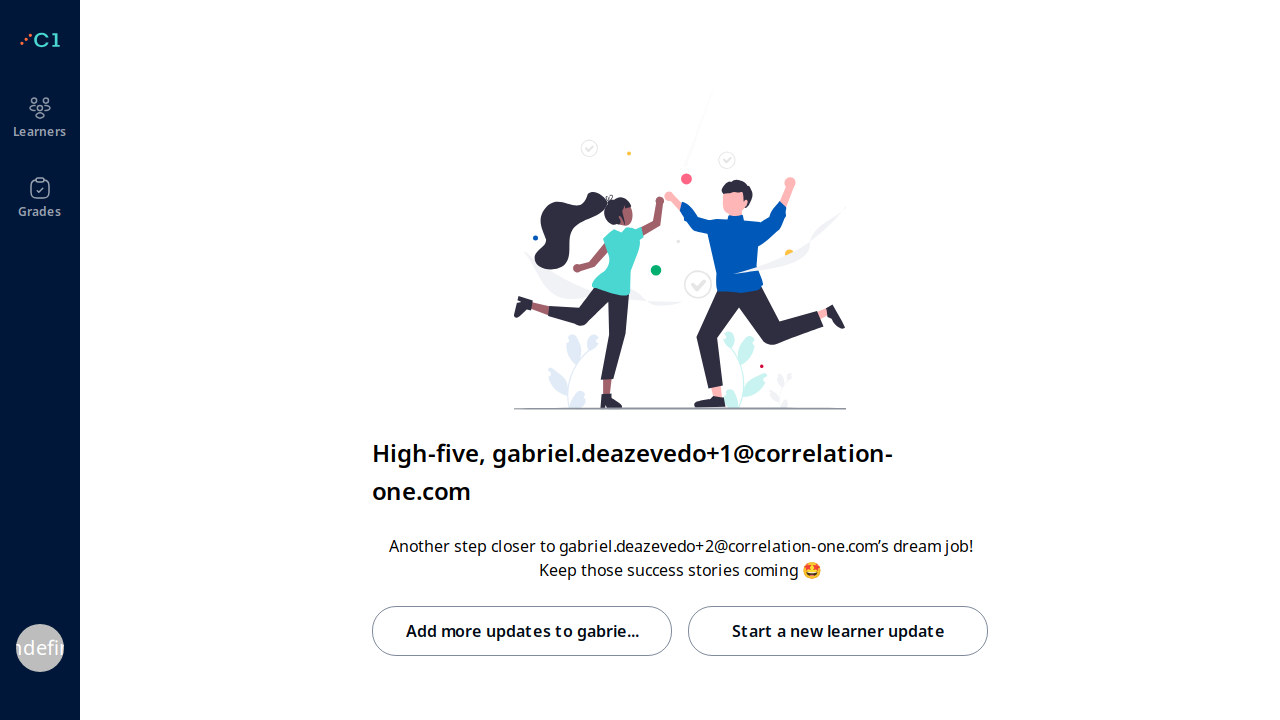 C1
Learners
Grades
ndefin
High-five, gabriel.deazevedo+1@correlation-
one.com
Another step closer to gabriel.deazevedo+2@correlation-one.com’s dream job!
Keep those success stories coming 🤩
Add more updates to gabrie...
Start a new learner update